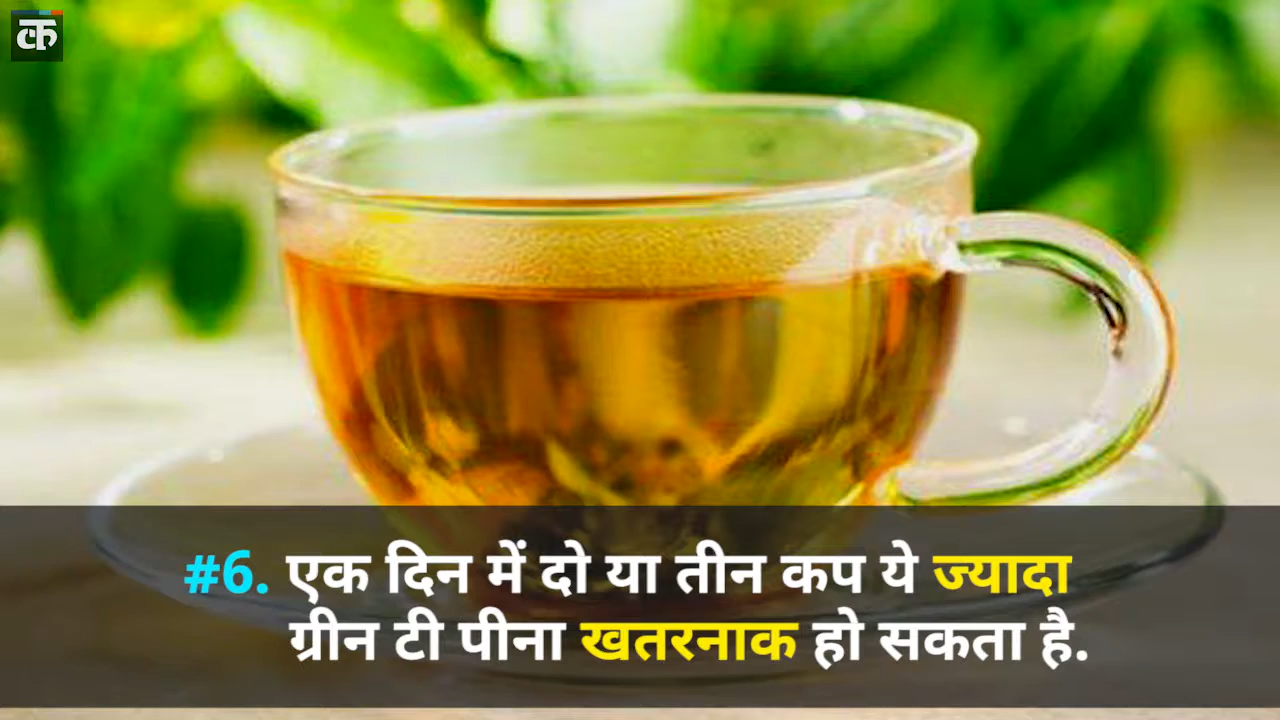 क
#6. एक दिन में दो या तीन कप ये ज्यादा
ग्रीन टी पीना खतरनाक हो सकता है.